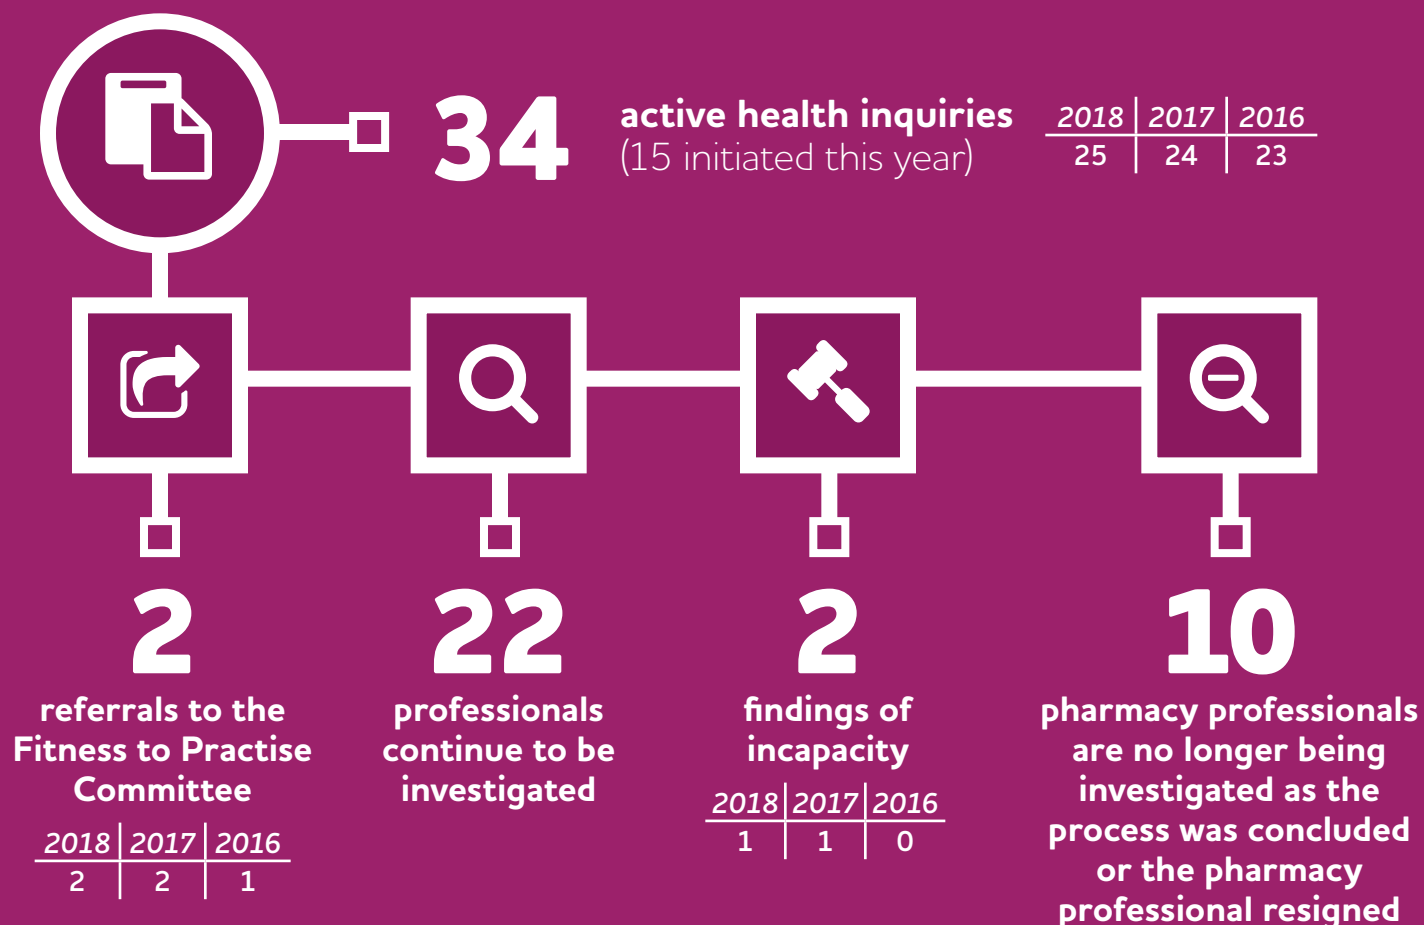 34
active health inquiries
(15 initiated this year)
2018 2017 2016
25 24 23
2
referrals to the
Fitness to Practise
Committee
2018 2017 2016
2 2 1
22
professionals
continue to be
investigated
2
findings of
incapacity
2018 2017 2016
1 1 0
10
pharmacy professionals
are no longer being
investigated as the
process was concluded
or the pharmacy
professional resigned